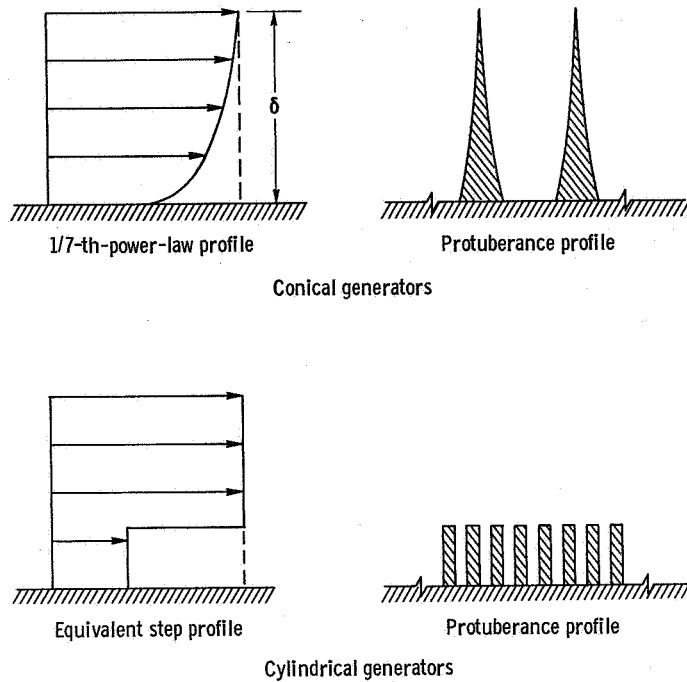 δ
1/7-th-power-law profile
Protuberance profile
Conical generators
Equivalent step profile
Protuberance profile
Cylindrical generators